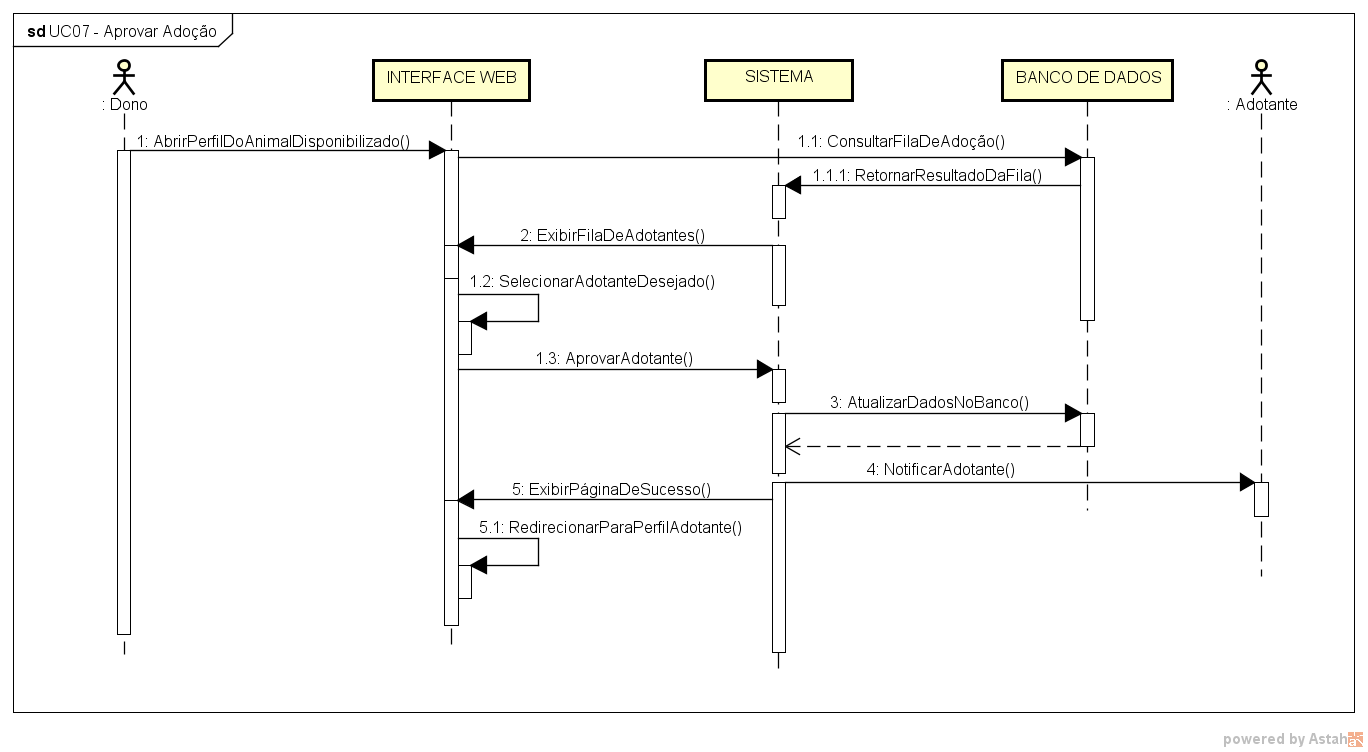 sd UC07 - Aprovar Adoção
INTERFACE WEB
SISTEMA
BANCO DE DADOS
: Dono
: Adotante
1: AbrirPerfilDoAnimalDisponibilizado()
1.1: ConsultarFilaDeAdoção()
1.1.1: RetornarResultadoDaFila()
2: ExibirFilaDeAdotantes()
1.2: SelecionarAdotanteDesejado()
1.3: AprovarAdotante()
3: AtualizarDadosNoBanco()
4: NotificarAdotante()
5: ExibirPáginaDeSucesso()
5.1: RedirecionarParaPerfilAdotante()
powered by Astah